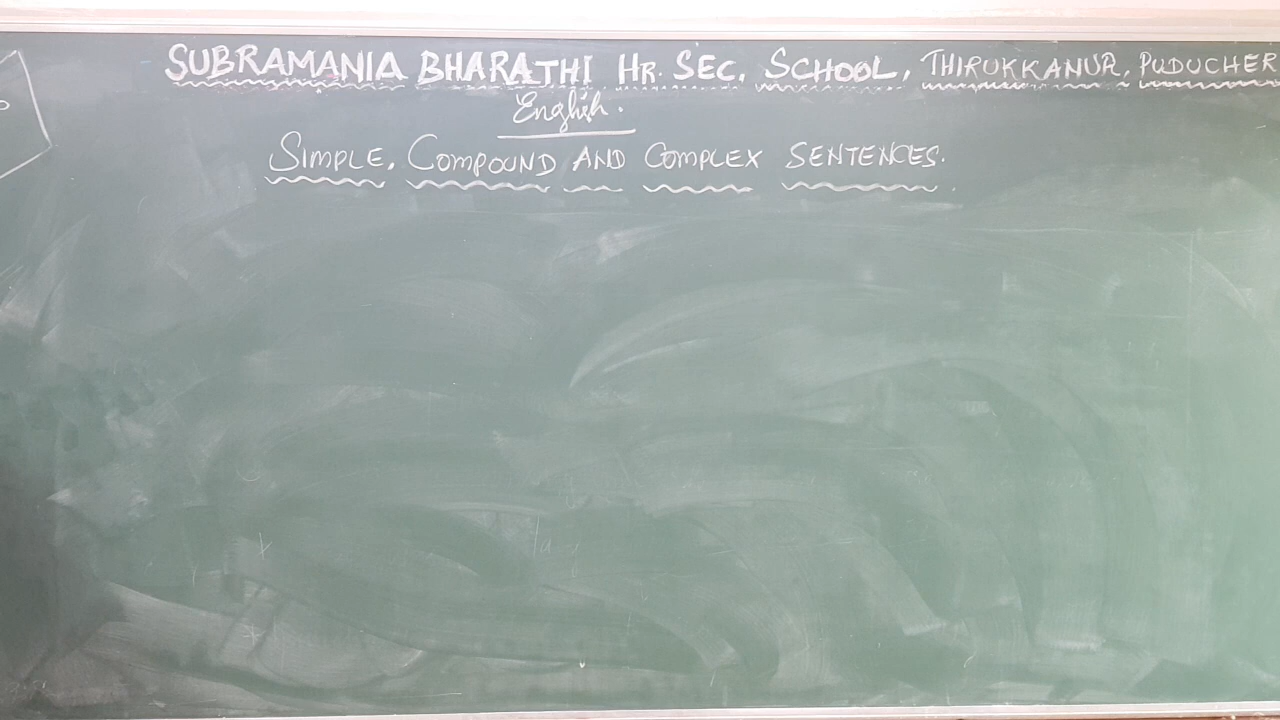 SUBRAMANIA BHARATHI HR. SEC. SCHOOL, THIRUKKANUR, PUDUCHER
English.
SIMPLE, COMPOUND AND COMPLEX SENTENCES.